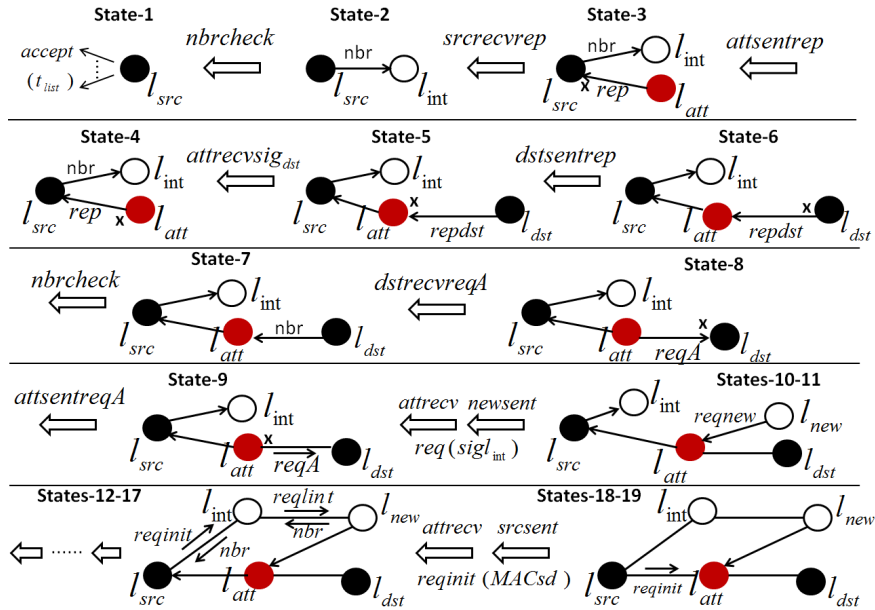 State-1 State-2 State-3
accept nbrcheck nbr srcrecvrep nbr l_int attsentrep
(t_list) l_src l_src l_int l_src x rep l_att
State-4 State-5 State-6
nbr l_int attrecvsig_dst l_int dstsentrep l_int
l_src rep x l_att l_src l_att x repdst l_dst l_src l_att x repdst l_dst
State-7 State-8
nbrcheck l_int dstrecvreqA l_int
l_src l_att nbr l_dst l_src l_att reqA x l_dst
State-9 States-10-11
attsentreqA l_int attrecv newsent l_int reqnew l_new
l_src l_att x reqA l_dst req(sigl_int) l_src l_att l_dst
States-12-17 States-18-19
l_int reqlint l_new l_int l_new
reqinit nbr nbr attrecv srcsent
...... l_src l_att l_dst reqinit(MACsd) l_src reqinit l_att l_dst